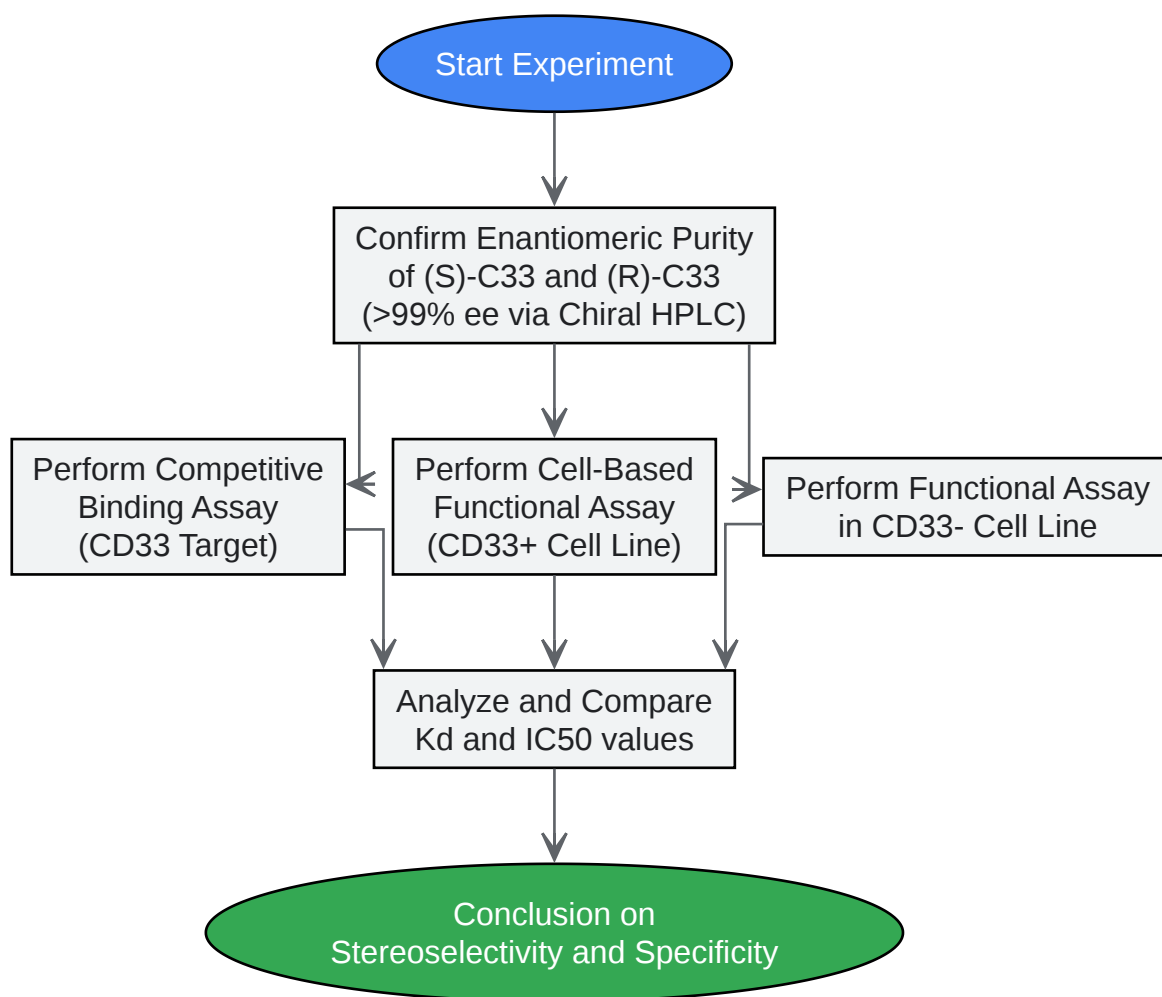 Start Experiment
Confirm Enantiomeric Purity
of (S)-C33 and (R)-C33
(>99% ee via Chiral HPLC)
Perform Competitive
Binding Assay
(CD33 Target)
Perform Cell-Based
Functional Assay
(CD33+ Cell Line)
Perform Functional Assay
in CD33- Cell Line
Analyze and Compare
Kd and IC50 values
Conclusion on
Stereoselectivity and Specificity